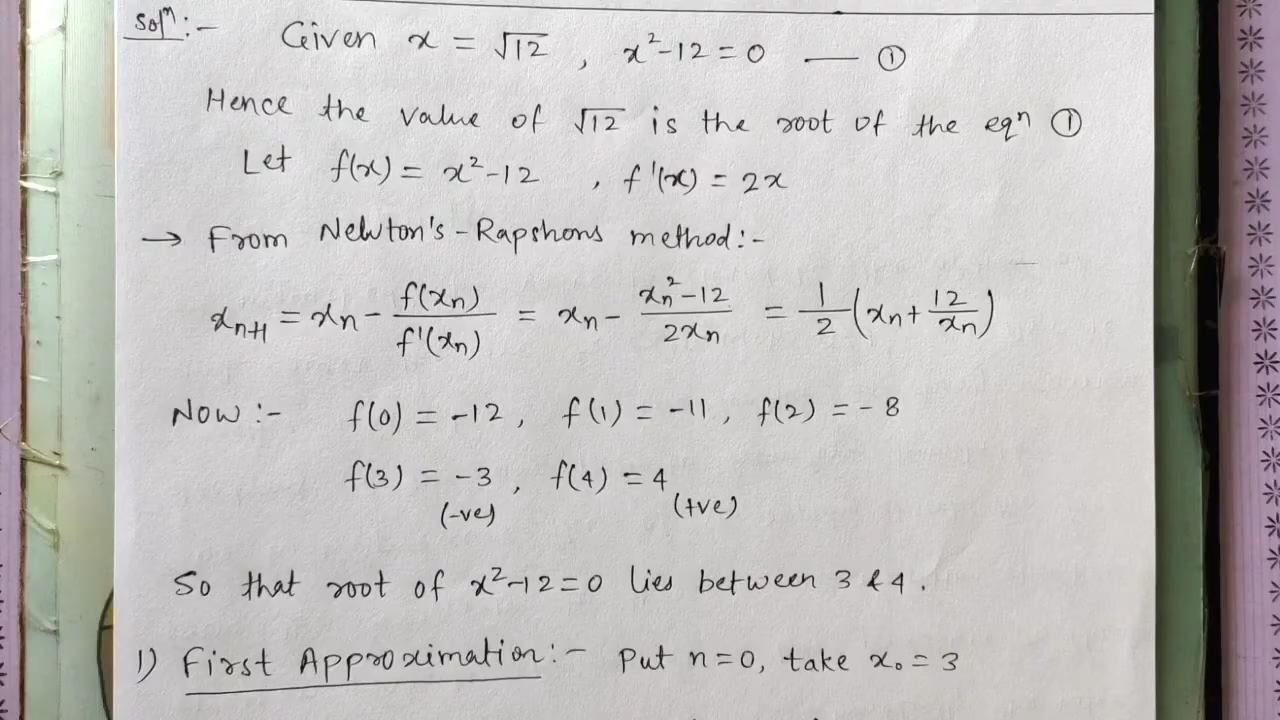 Solⁿ:- Given x = √12 , x²-12 = 0 — ①
Hence the value of √12 is the root of the eqⁿ ①
Let f(x) = x²-12 , f'(x) = 2x
→ From Newton's-Rapshons method:-
xₙ₊₁ = xₙ - f(xₙ)/f'(xₙ) = xₙ - (xₙ²-12)/2xₙ = 1/2 (xₙ + 12/xₙ)
Now :- f(0) = -12 , f(1) = -11 , f(2) = -8
f(3) = -3 , f(4) = 4
(-ve) (+ve)
So that root of x²-12=0 lies between 3 & 4 .
1) First Approximation:- Put n=0, take x₀ = 3